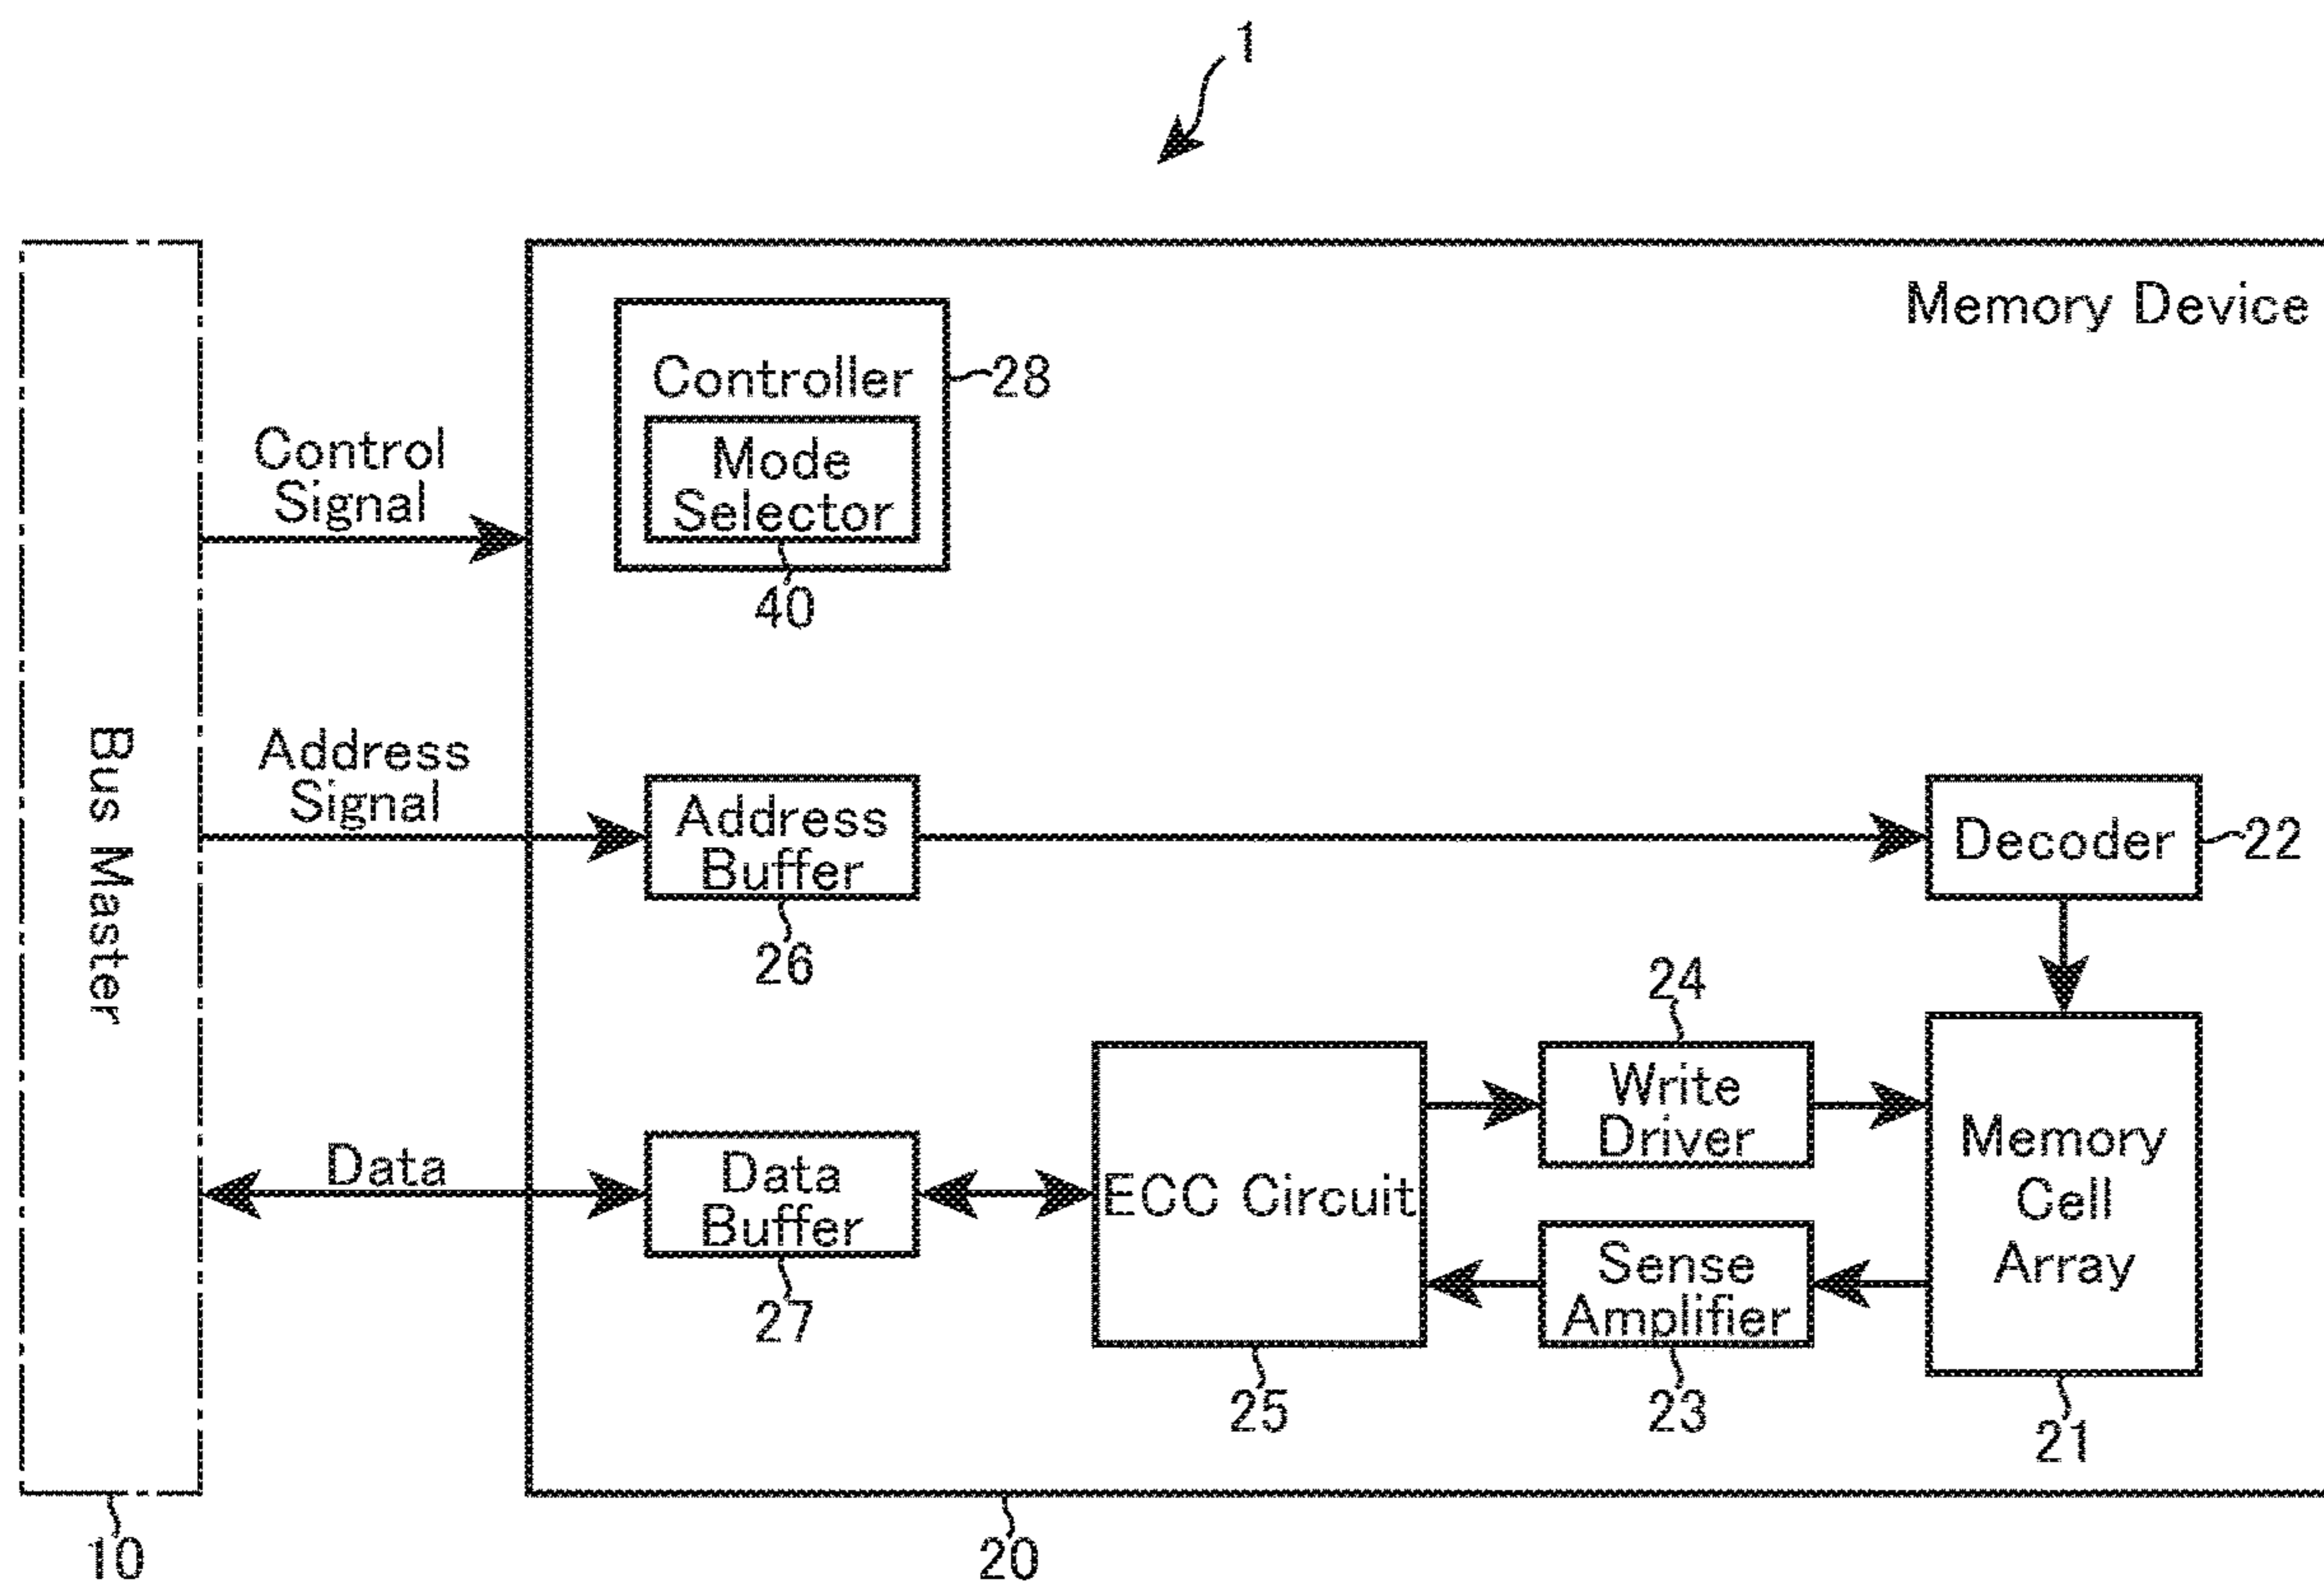 1
Memory Device
Controller
28
Mode
Selector
40
Control
Signal
Address
Signal
Bus Master
Address
Buffer
26
Decoder
22
24
Write
Driver
Memory
Cell
Array
Data
Data
Buffer
27
ECC Circuit
25
Sense
Amplifier
23
21
10
20